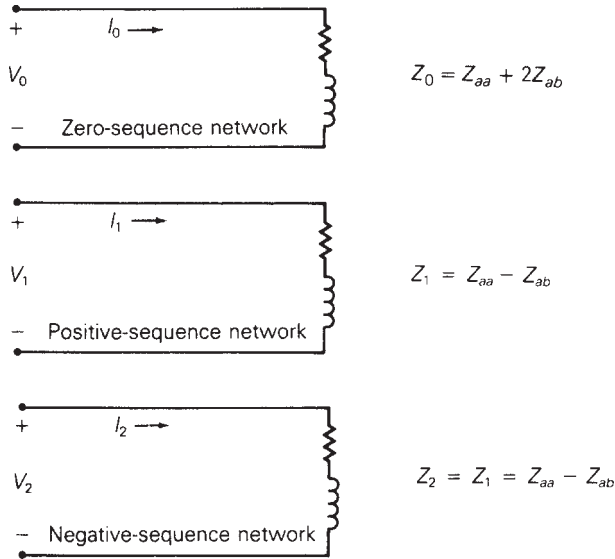 + I₀ →
V₀ Z₀ = Zₐₐ + 2Zₐb
− Zero-sequence network
+ I₁ →
V₁ Z₁ = Zₐₐ − Zₐb
− Positive-sequence network
+ I₂ →
V₂ Z₂ = Z₁ = Zₐₐ − Zₐb
− Negative-sequence network